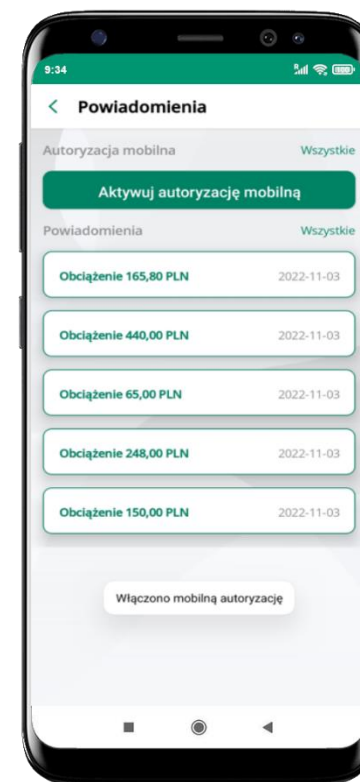 9:34
Powiadomienia
Autoryzacja mobilna Wszystkie
Aktywuj autoryzację mobilną
Powiadomienia Wszystkie
Obciążenie 165,80 PLN 2022-11-03
Obciążenie 440,00 PLN 2022-11-03
Obciążenie 65,00 PLN 2022-11-03
Obciążenie 248,00 PLN 2022-11-03
Obciążenie 150,00 PLN 2022-11-03
Włączono mobilną autoryzację